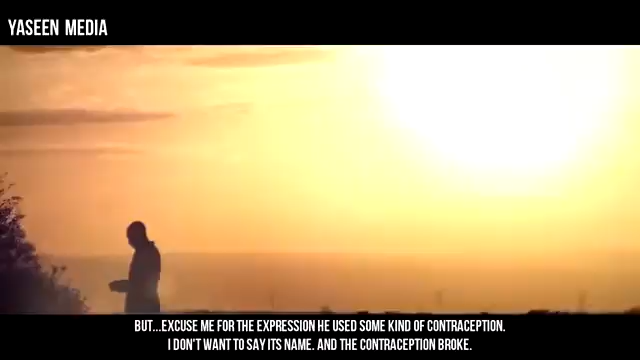 YASEEN MEDIA
BUT...EXCUSE ME FOR THE EXPRESSION HE USED SOME KIND OF CONTRACEPTION.
I DON'T WANT TO SAY ITS NAME. AND THE CONTRACEPTION BROKE.